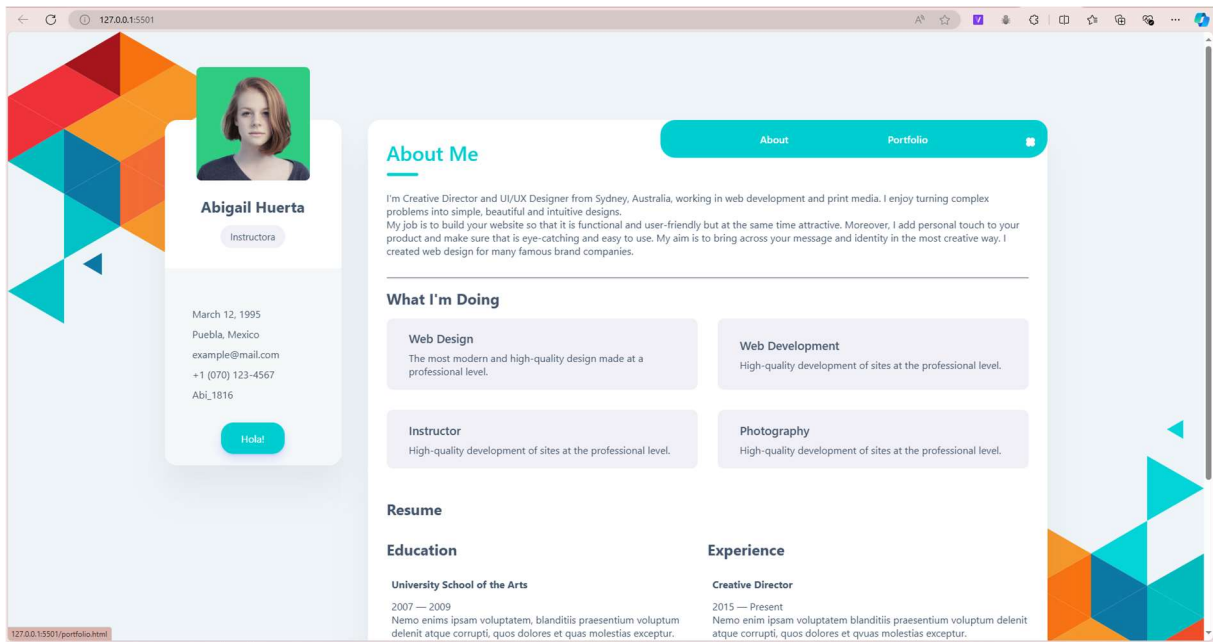 127.0.0.1:5501
About
Portfolio
Abigail Huerta
Instructora
March 12, 1995
Puebla, Mexico
example@mail.com
+1 (070) 123-4567
Abi_1816
Hola!
About Me
I'm Creative Director and UI/UX Designer from Sydney, Australia, working in web development and print media. I enjoy turning complex
problems into simple, beautiful and intuitive designs.
My job is to build your website so that it is functional and user-friendly but at the same time attractive. Moreover, I add personal touch to your
product and make sure that is eye-catching and easy to use. My aim is to bring across your message and identity in the most creative way. I
created web design for many famous brand companies.
What I'm Doing
Web Design
The most modern and high-quality design made at a
professional level.
Web Development
High-quality development of sites at the professional level.
Instructor
High-quality development of sites at the professional level.
Photography
High-quality development of sites at the professional level.
Resume
Education
University School of the Arts
2007 — 2009
Nemo enims ipsam voluptatem, blanditiis praesentium voluptum
delenit atque corrupti, quos dolores et quas molestias exceptur.
Experience
Creative Director
2015 — Present
Nemo enim ipsam voluptatem blanditiis praesentium voluptum delenit
atque corrupti, quos dolores et qvuas molestias exceptur.
127.0.0.1:5501/portfolio.html